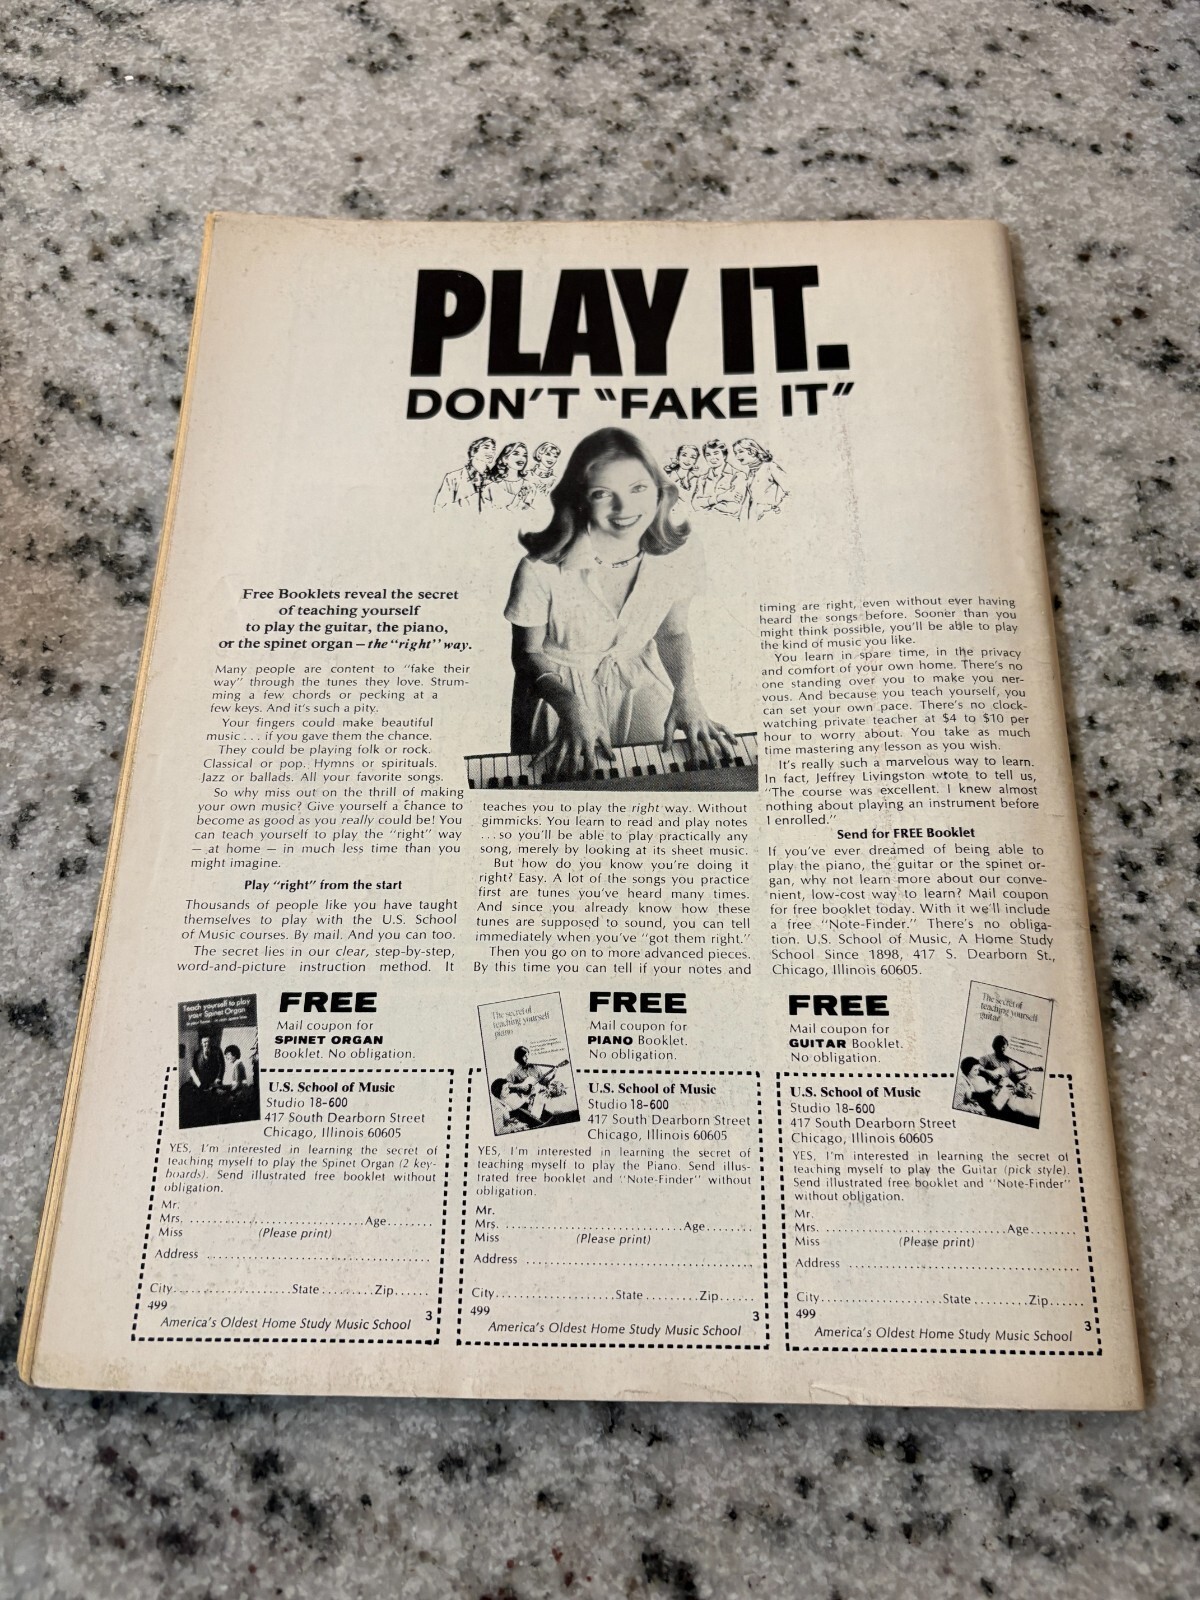 PLAY IT.
DON'T "FAKE IT"
Free Booklets reveal the secret
of teaching yourself
to play the guitar, the piano,
or the spinet organ – the "right" way.
Many people are content to "fake their
way" through the tunes they love. Strum-
ming a few chords or pecking at a
few keys. And it's such a pity.
Your fingers could make beautiful
music . . . if you gave them the chance.
They could be playing folk or rock.
Classical or pop. Hymns or spirituals.
Jazz or ballads. All your favorite songs.
So why miss out on the thrill of making
your own music? Give yourself a chance to
become as good as you really could be! You
can teach yourself to play the "right" way
— at home — in much less time than you
might imagine.
Play "right" from the start
Thousands of people like you have taught
themselves to play with the U.S. School
of Music courses. By mail. And you can too.
The secret lies in our clear, step-by-step,
word-and-picture instruction method. It
teaches you to play the right way. Without
gimmicks. You learn to read and play notes
. . . so you'll be able to play practically any
song, merely by looking at its sheet music.
But how do you know you're doing it
right? Easy. A lot of the songs you practice
first are tunes you've heard many times.
And since you already know how these
tunes are supposed to sound, you can tell
immediately when you've "got them right."
Then you go on to more advanced pieces.
By this time you can tell if your notes and
timing are right, even without ever having
heard the songs before. Sooner than you
might think possible, you'll be able to play
the kind of music you like.
You learn in spare time, in the privacy
and comfort of your own home. There's no
one standing over you to make you ner-
vous. And because you teach yourself, you
can set your own pace. There's no clock-
watching private teacher at $4 to $10 per
hour to worry about. You take as much
time mastering any lesson as you wish.
It's really such a marvelous way to learn.
In fact, Jeffrey Livingston wrote to tell us,
"The course was excellent. I knew almost
nothing about playing an instrument before
I enrolled."
Send for FREE Booklet
If you've ever dreamed of being able to
play the piano, the guitar or the spinet or-
gan, why not learn more about our conve-
nient, low-cost way to learn? Mail coupon
for free booklet today. With it we'll include
a free "Note-Finder." There's no obliga-
tion. U.S. School of Music, A Home Study
School Since 1898, 417 S. Dearborn St.,
Chicago, Illinois 60605.
Teach yourself to play
your Spinet Organ
FREE
Mail coupon for
SPINET ORGAN
Booklet. No obligation.
U.S. School of Music
Studio 18-600
417 South Dearborn Street
Chicago, Illinois 60605
YES, I'm interested in learning the secret of
teaching myself to play the Spinet Organ (2 key-
boards). Send illustrated free booklet without
obligation.
Mr.
Mrs. ..............................Age........
Miss (Please print)
Address ........................................
City.....................State.........Zip......
499 3
America's Oldest Home Study Music School
The secret of
teaching yourself
piano
FREE
Mail coupon for
PIANO Booklet.
No obligation.
U.S. School of Music
Studio 18-600
417 South Dearborn Street
Chicago, Illinois 60605
YES, I'm interested in learning the secret of
teaching myself to play the Piano. Send illus-
trated free booklet and "Note-Finder" without
obligation.
Mr.
Mrs. ..............................Age........
Miss (Please print)
Address ........................................
City.....................State.........Zip......
499 3
America's Oldest Home Study Music School
FREE
Mail coupon for
GUITAR Booklet.
No obligation.
The secret of
teaching yourself
guitar
U.S. School of Music
Studio 18-600
417 South Dearborn Street
Chicago, Illinois 60605
YES, I'm interested in learning the secret of
teaching myself to play the Guitar (pick style).
Send illustrated free booklet and "Note-Finder"
without obligation.
Mr.
Mrs. ..............................Age........
Miss (Please print)
Address ........................................
City.....................State.........Zip......
499 3
America's Oldest Home Study Music School